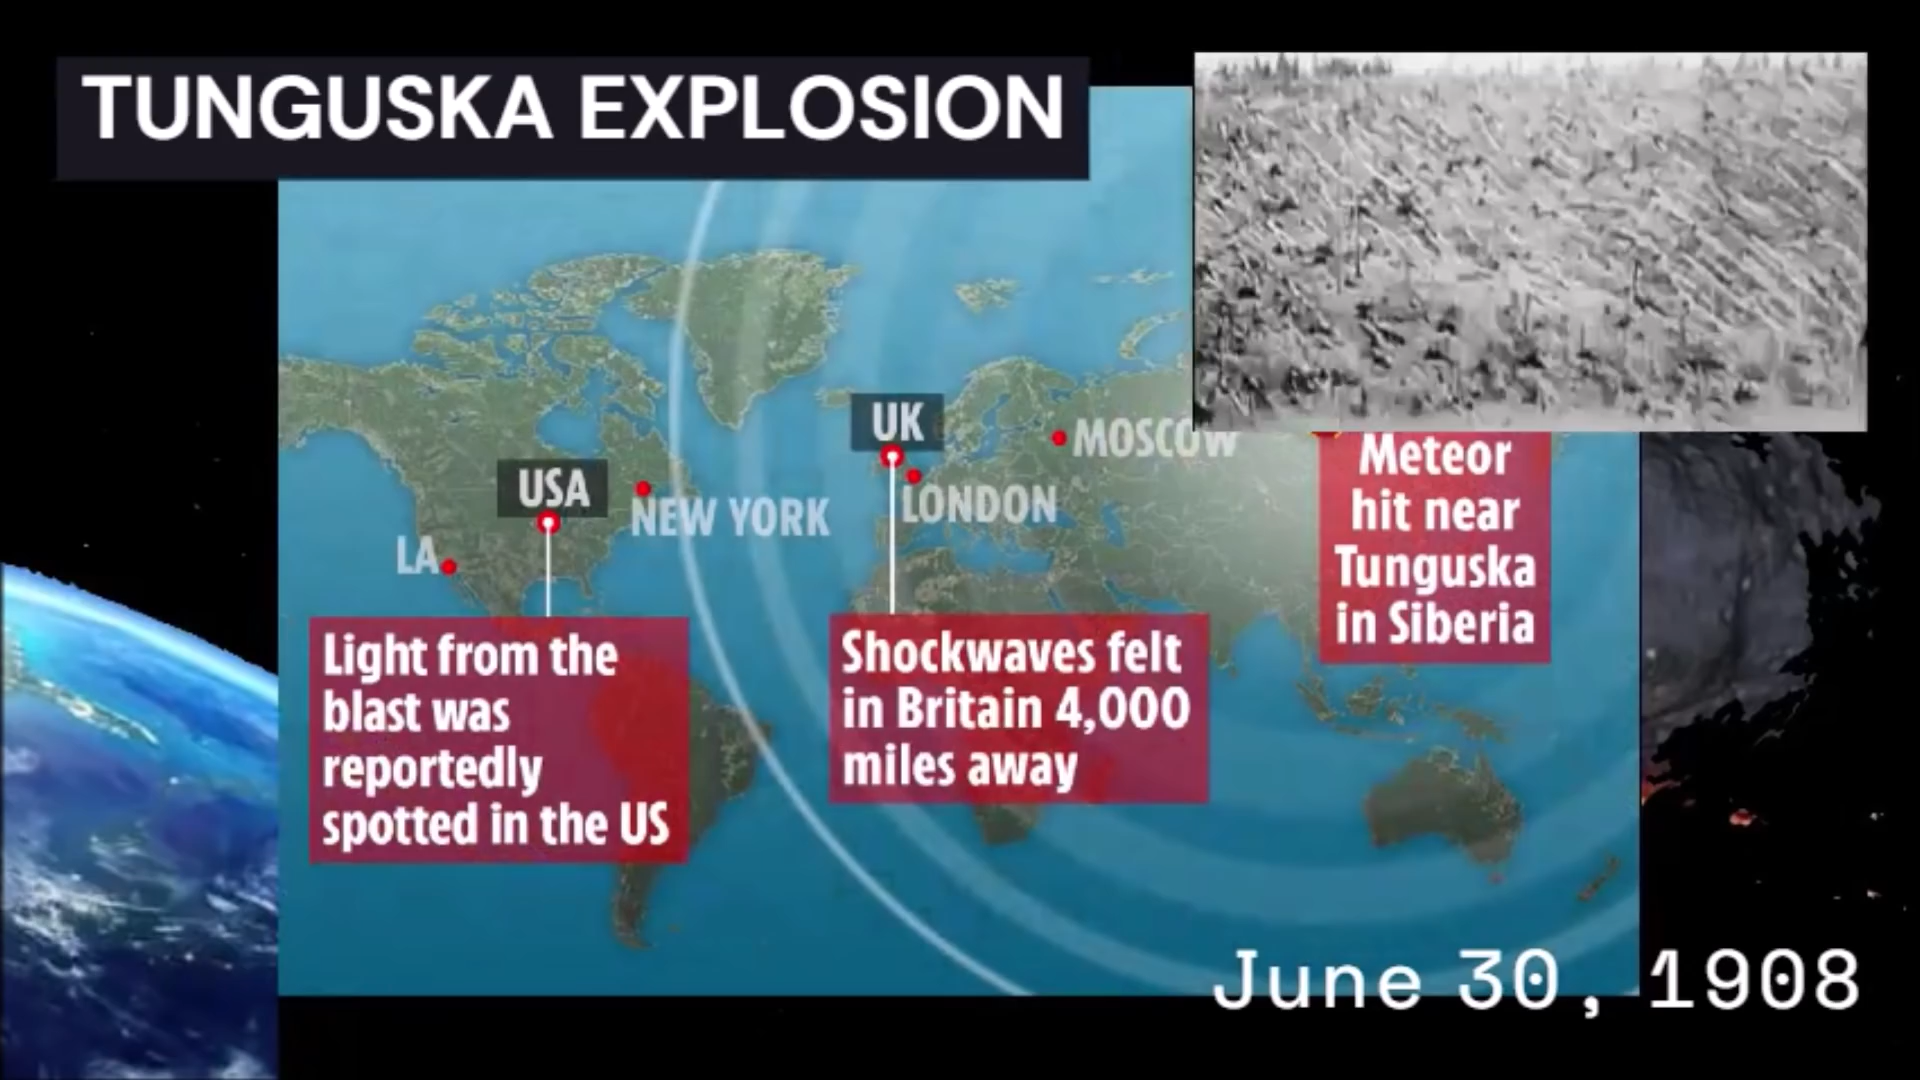 TUNGUSKA EXPLOSION
UK
MOSCOW
USA
NEW YORK
LONDON
LA
Meteor
hit near
Tunguska
in Siberia
Light from the
blast was
reportedly
spotted in the US
Shockwaves felt
in Britain 4,000
miles away
June 30, 1908